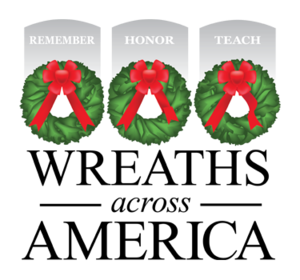 REMEMBER HONOR TEACH
WREATHS
across
AMERICA